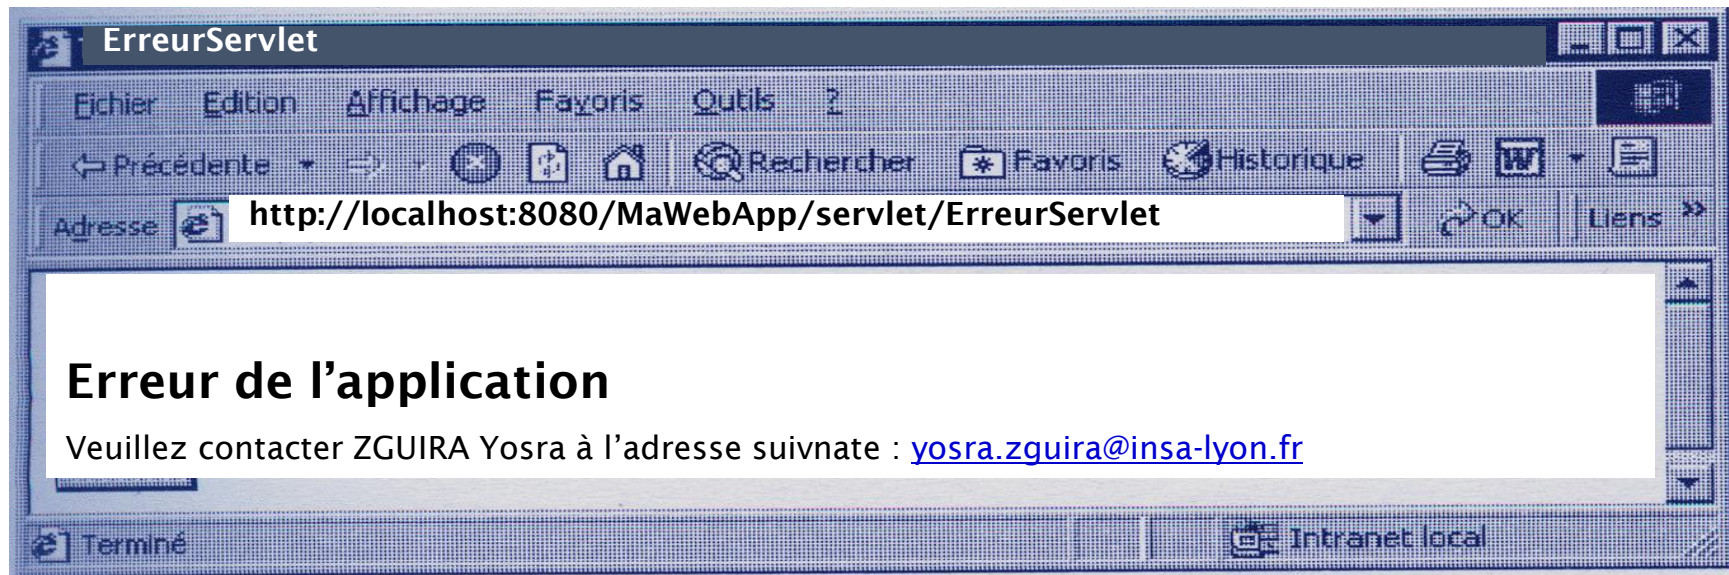 ErreurServlet
Fichier Edition Affichage Favoris Outils ?
Précédente Rechercher Favoris Historique
Adresse http://localhost:8080/MaWebApp/servlet/ErreurServlet OK Liens »
Erreur de l’application
Veuillez contacter ZGUIRA Yosra à l’adresse suivnate : yosra.zguira@insa-lyon.fr
Terminé Intranet local